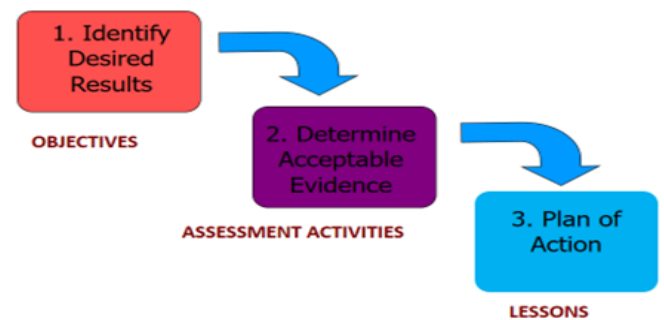 1. Identify
Desired
Results
OBJECTIVES
2. Determine
Acceptable
Evidence
ASSESSMENT ACTIVITIES
3. Plan of
Action
LESSONS